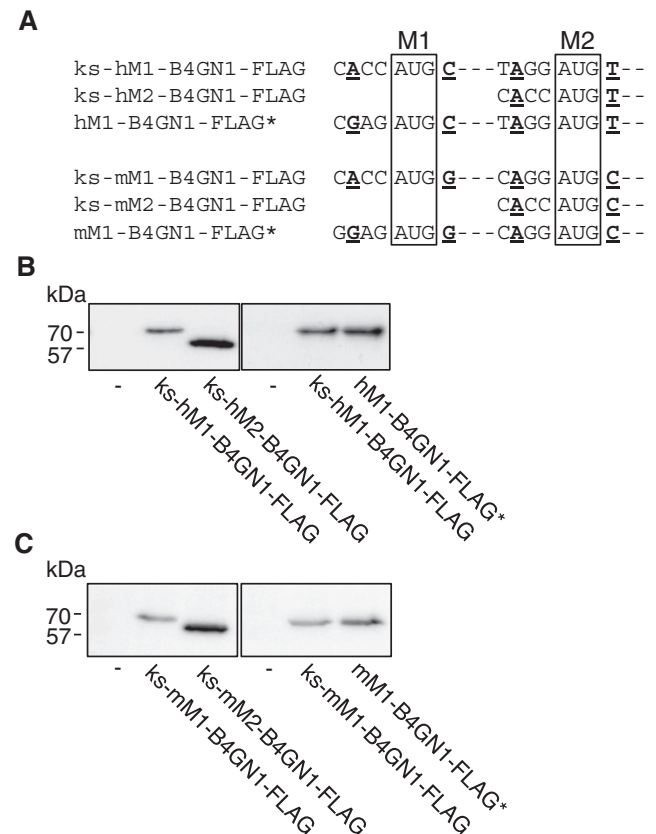 A
M1 M2
ks-hM1-B4GN1-FLAG CACC AUG C---TAGG AUG T--
ks-hM2-B4GN1-FLAG CACC AUG T--
hM1-B4GN1-FLAG* CGAG AUG C---TAGG AUG T--
ks-mM1-B4GN1-FLAG CACC AUG G---CAGG AUG C--
ks-mM2-B4GN1-FLAG CACC AUG C--
mM1-B4GN1-FLAG* GGAG AUG G---CAGG AUG C--
B
kDa
70-
57-
-
ks-hM1-B4GN1-FLAG
ks-hM2-B4GN1-FLAG
-
ks-hM1-B4GN1-FLAG
hM1-B4GN1-FLAG*
C
kDa
70-
57-
-
ks-mM1-B4GN1-FLAG
ks-mM2-B4GN1-FLAG
-
ks-mM1-B4GN1-FLAG
mM1-B4GN1-FLAG*